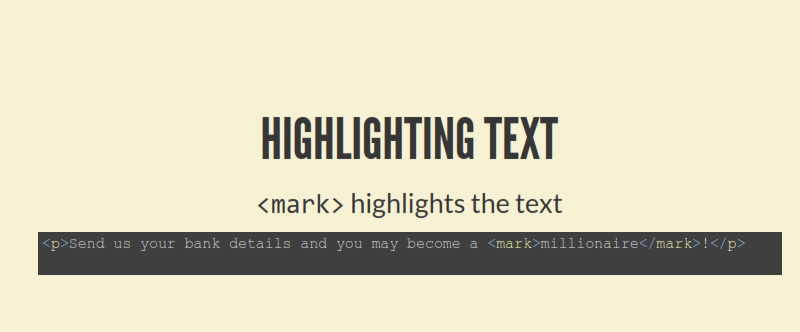 HIGHLIGHTING TEXT
<mark> highlights the text
<p>Send us your bank details and you may become a <mark>millionaire</mark>!</p>